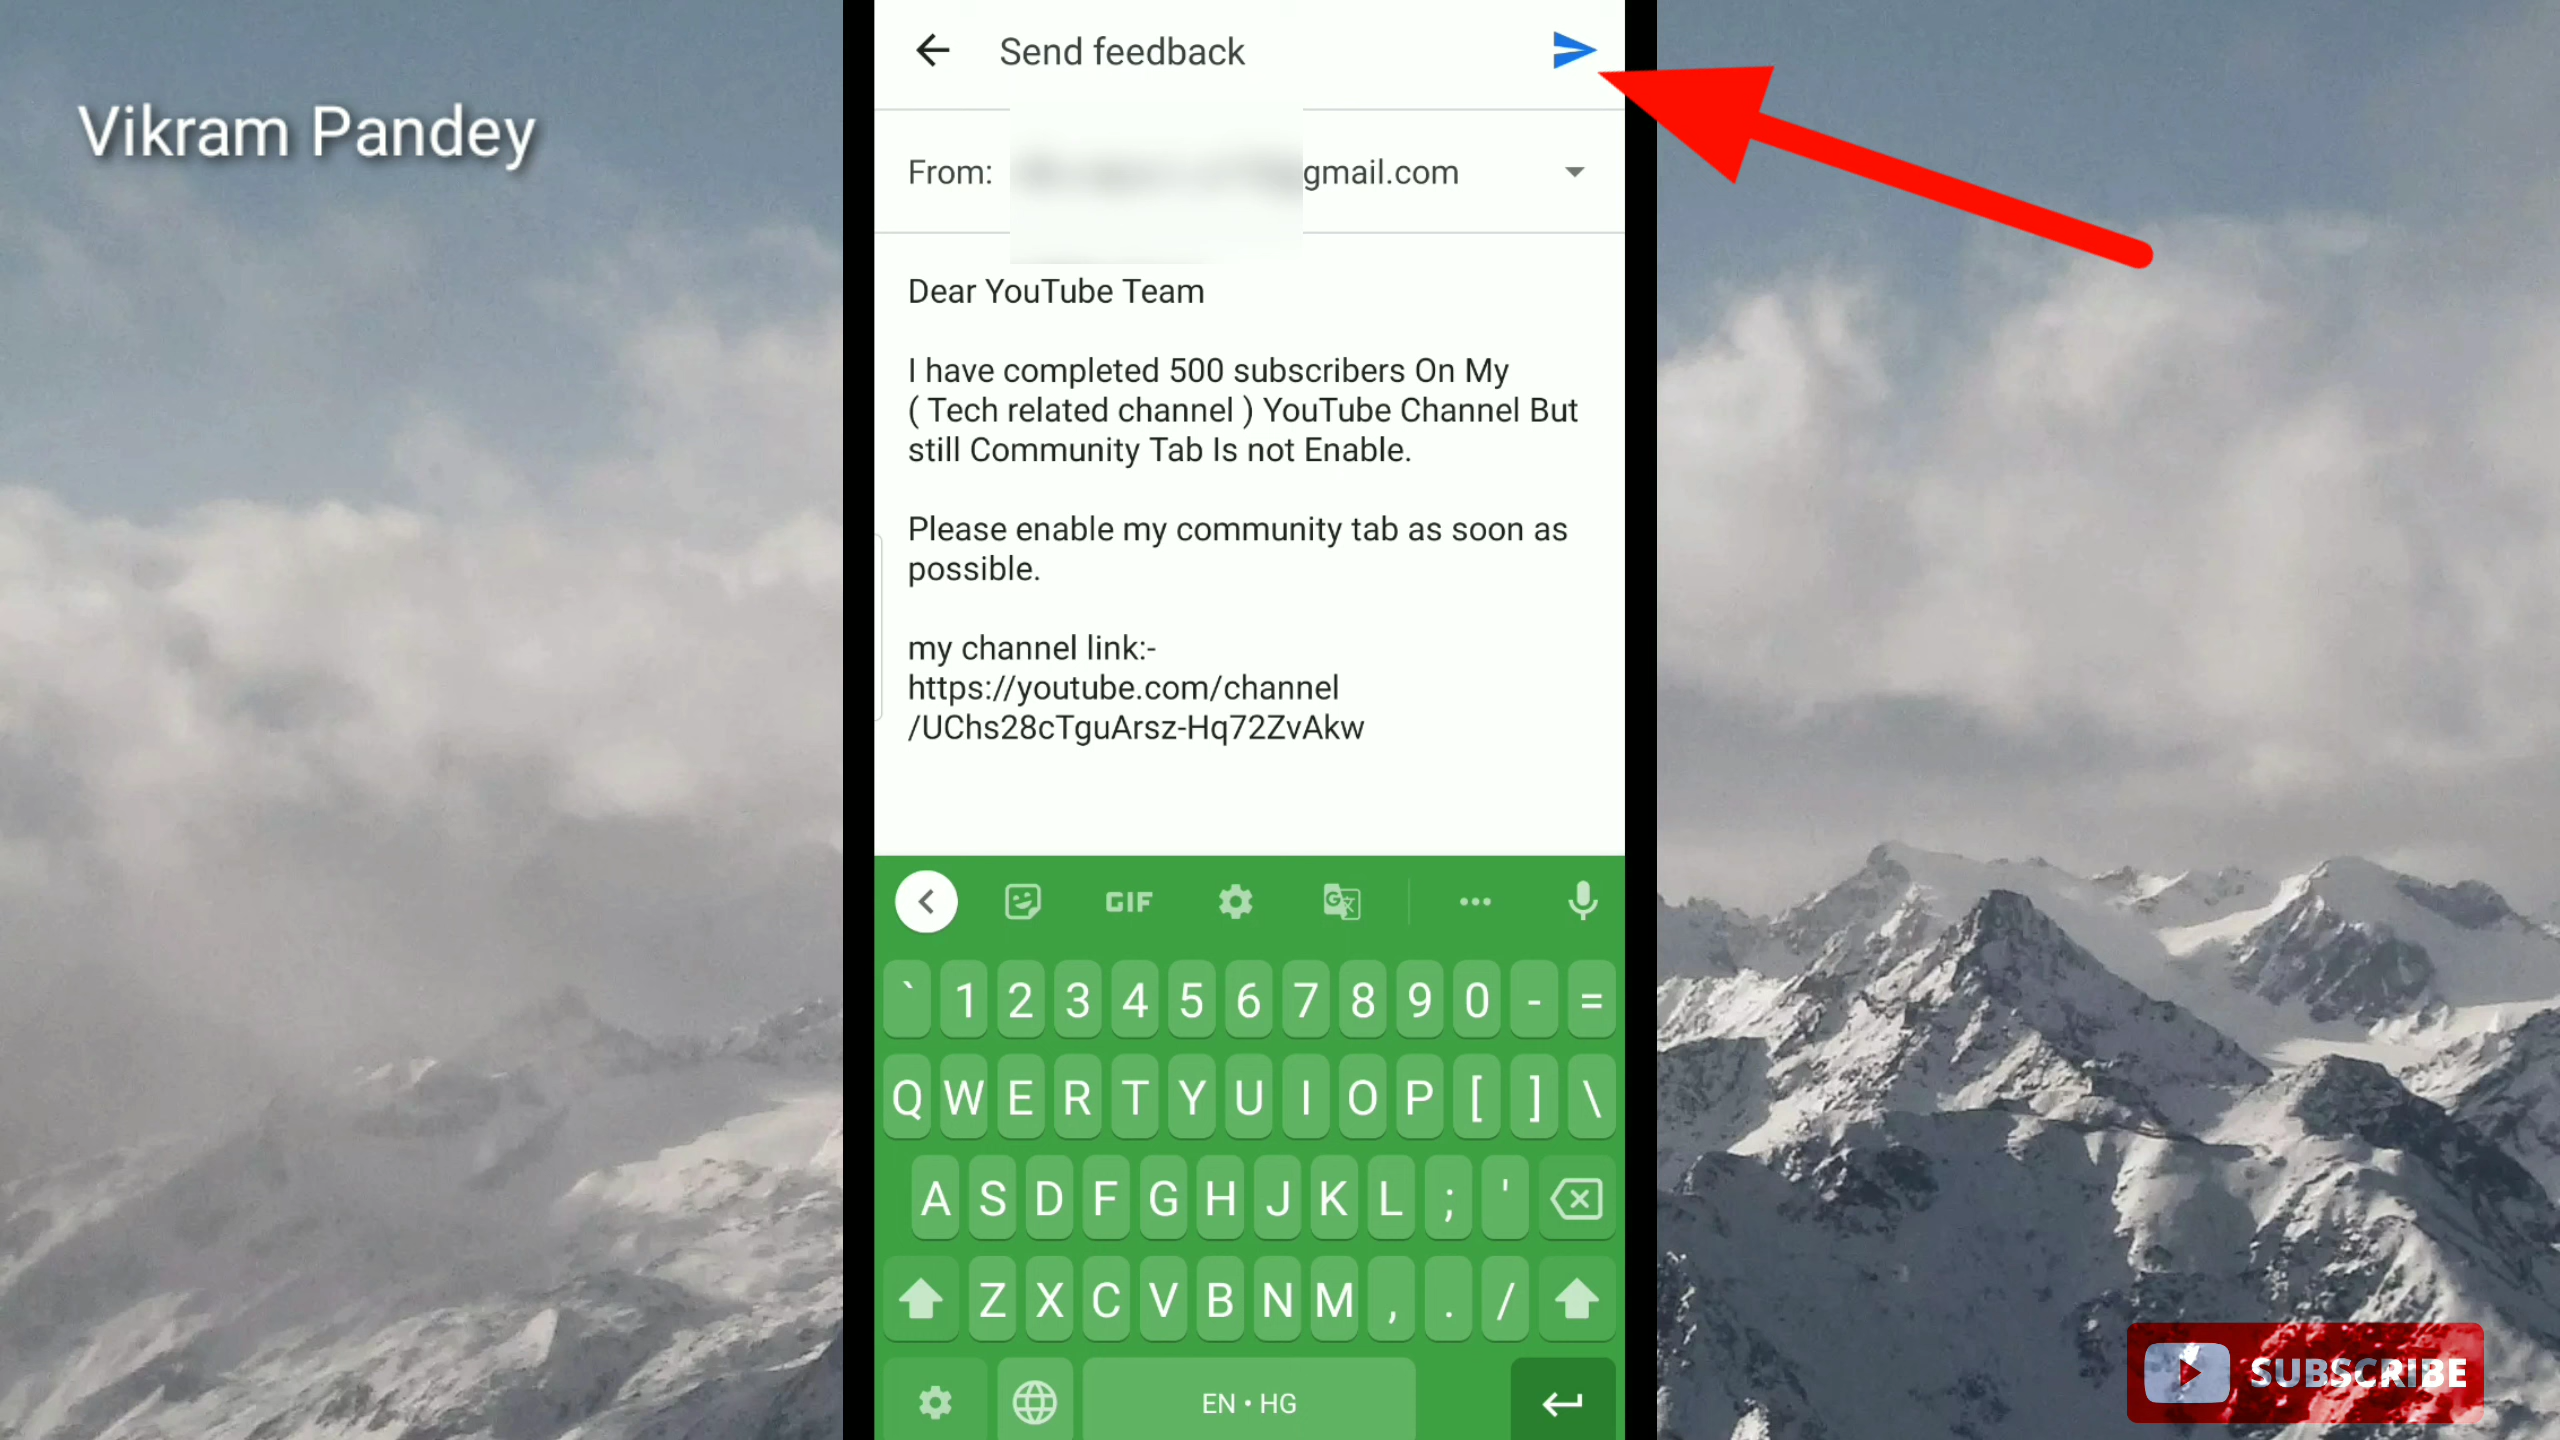 Vikram Pandey
Send feedback
From: gmail.com
Dear YouTube Team
I have completed 500 subscribers On My
( Tech related channel ) YouTube Channel But
still Community Tab Is not Enable.
Please enable my community tab as soon as
possible.
my channel link:-
https://youtube.com/channel
/UChs28cTguArsz-Hq72ZvAkw
GIF
` 1 2 3 4 5 6 7 8 9 0 - =
Q W E R T Y U I O P [ ] \
A S D F G H J K L ; '
Z X C V B N M , . /
EN • HG
SUBSCRIBE